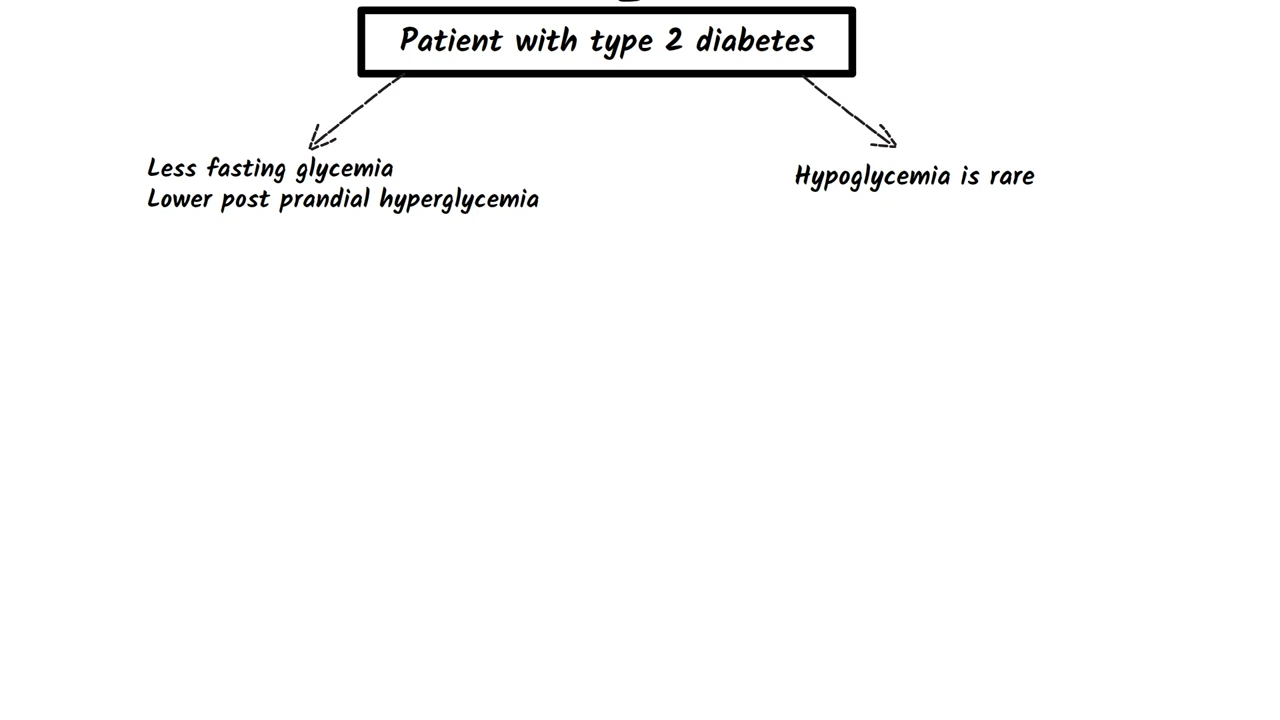 Patient with type 2 diabetes
Less fasting glycemia
Lower post prandial hyperglycemia
Hypoglycemia is rare